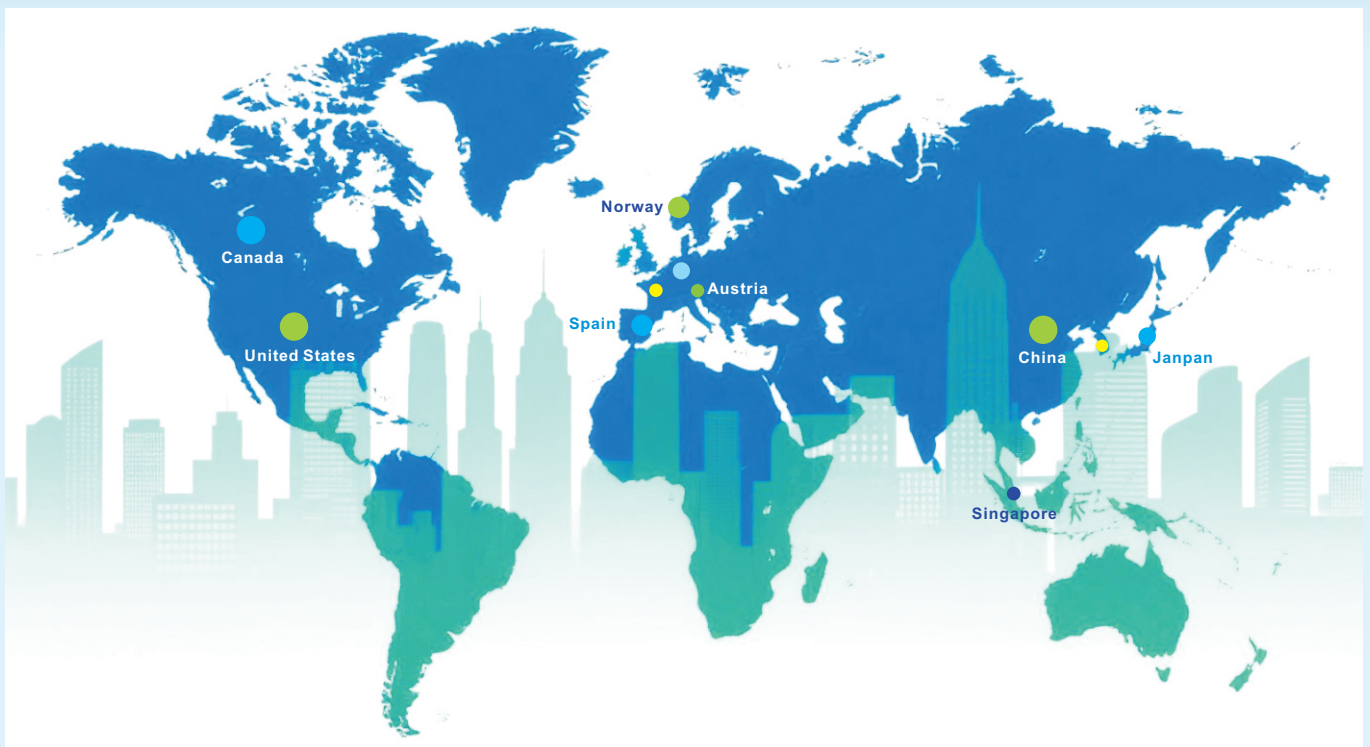 Norway
Canada
Austria
Spain
United States
China
Janpan
Singapore